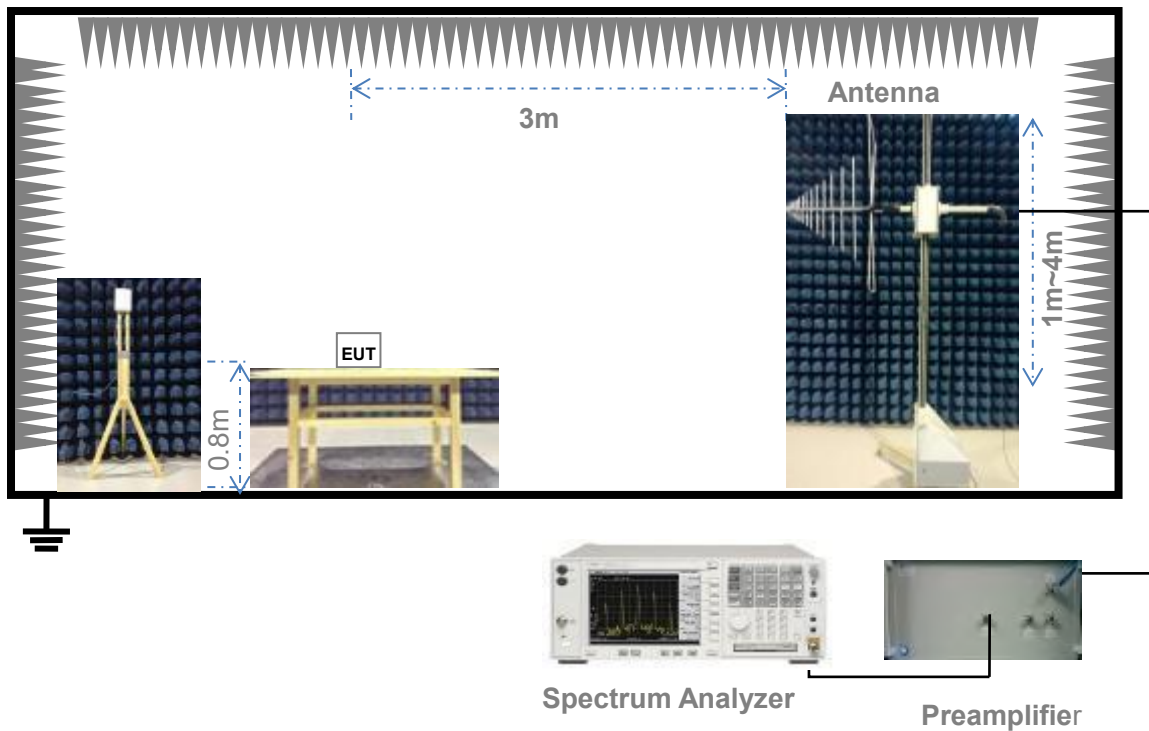 Antenna
3m
1m~4m
EUT
0.8m
Spectrum Analyzer
Preamplifier